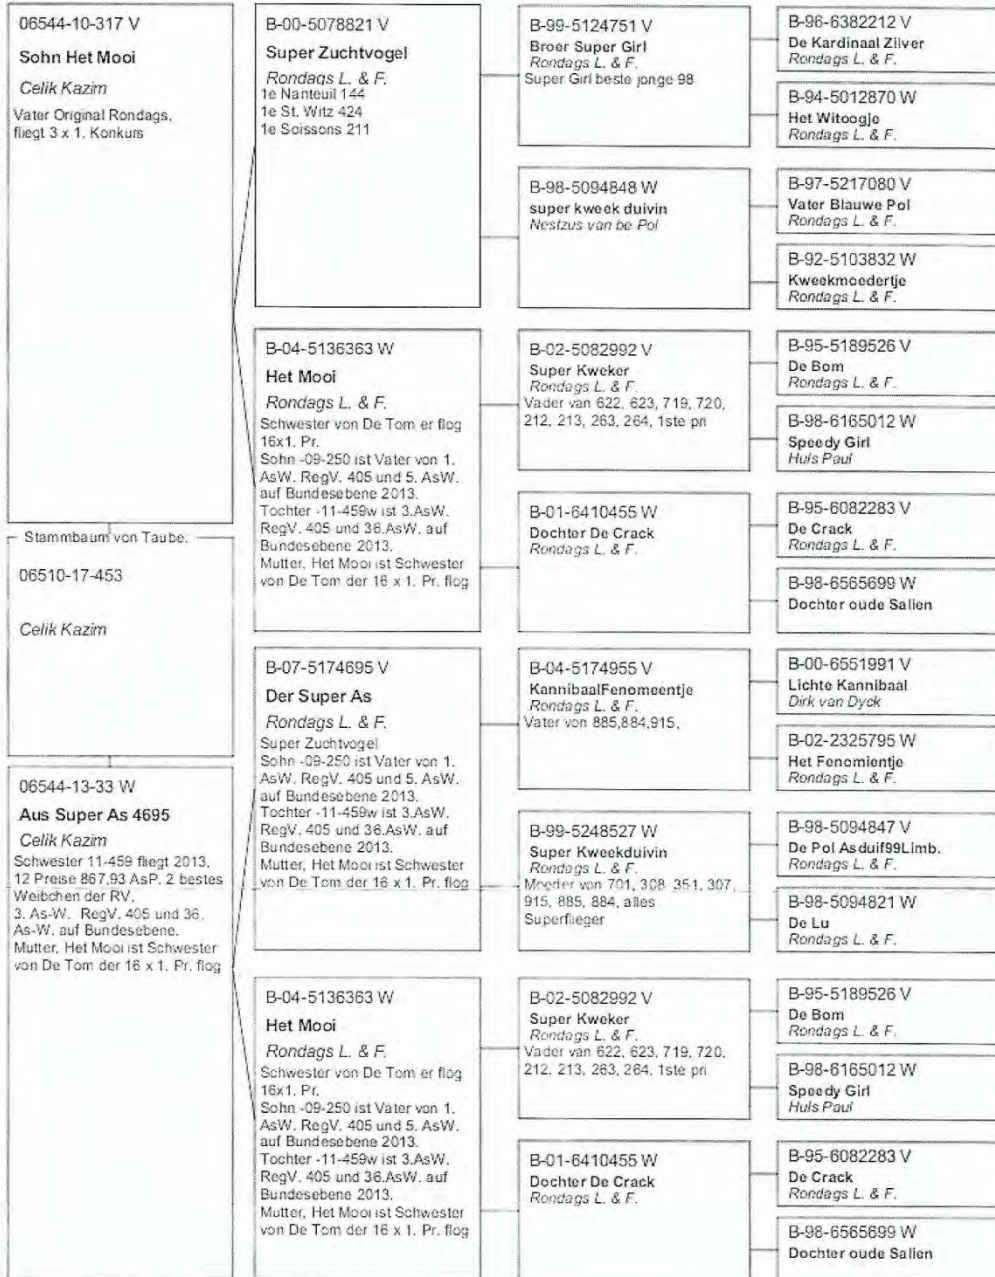 06544-10-317 V
Sohn Het Mooi
Celik Kazim
Vater Original Rondags,
fliegt 3 x 1. Konkurs
Stammbaum von Taube:
06510-17-453
Celik Kazim
06544-13-33 W
Aus Super As 4695
Celik Kazim
Schwester 11-459 fliegt 2013,
12 Preise 867,93 AsP. 2 bestes
Weibchen der RV,
3. As-W. RegV. 405 und 36.
As-W. auf Bundesebene.
Mutter, Het Mooi ist Schwester
von De Tom der 16 x 1. Pr. flog
B-00-5078821 V
Super Zuchtvogel
Rondags L. & F.
1e Nanteuil 144
1e St. Witz 424
1e Soissons 211
B-04-5136363 W
Het Mooi
Rondags L. & F.
Schwester von De Tom er flog
16x1. Pr.
Sohn -09-250 ist Vater von 1.
AsW. RegV. 405 und 5. AsW.
auf Bundesebene 2013.
Tochter -11-459w ist 3.AsW.
RegV. 405 und 36.AsW. auf
Bundesebene 2013.
Mutter, Het Mooi ist Schwester
von De Tom der 16 x 1. Pr. flog
B-07-5174695 V
Der Super As
Rondags L. & F.
Super Zuchtvogel
Sohn -09-250 ist Vater von 1.
AsW. RegV. 405 und 5. AsW.
auf Bundesebene 2013.
Tochter -11-459w ist 3.AsW.
RegV. 405 und 36.AsW. auf
Bundesebene 2013.
Mutter, Het Mooi ist Schwester
von De Tom der 16 x 1. Pr. flog
B-04-5136363 W
Het Mooi
Rondags L. & F.
Schwester von De Tom er flog
16x1. Pr.
Sohn -09-250 ist Vater von 1.
AsW. RegV. 405 und 5. AsW.
auf Bundesebene 2013.
Tochter -11-459w ist 3.AsW.
RegV. 405 und 36.AsW. auf
Bundesebene 2013.
Mutter, Het Mooi ist Schwester
von De Tom der 16 x 1. Pr. flog
B-99-5124751 V
Broer Super Girl
Rondags L. & F.
Super Girl beste jonge 98
B-98-5094848 W
super kweek duivin
Nestzus van be Pol
B-02-5082992 V
Super Kweker
Rondags L. & F.
Vader van 622, 623, 719, 720,
212, 213, 263, 264, 1ste pri
B-01-6410455 W
Dochter De Crack
Rondags L. & F.
B-04-5174955 V
KannibaalFenomeentje
Rondags L. & F.
Vater von 885,884,915,
B-99-5248527 W
Super Kweekduivin
Rondags L. & F.
Moeder van 701, 308 351, 307,
915, 885, 884, alles
Superflieger
B-02-5082992 V
Super Kweker
Rondags L. & F.
Vader van 622, 623, 719, 720,
212, 213, 263, 264, 1ste pri
B-01-6410455 W
Dochter De Crack
Rondags L. & F.
B-96-6382212 V
De Kardinaal Zilver
Rondags L. & F.
B-94-5012870 W
Het Witoogje
Rondags L. & F.
B-97-5217080 V
Vater Blauwe Pol
Rondags L. & F.
B-92-5103832 W
Kweekmoedertje
Rondags L. & F.
B-95-5189526 V
De Bom
Rondags L. & F.
B-98-6165012 W
Speedy Girl
Huls Paul
B-95-6082283 V
De Crack
Rondags L. & F.
B-98-6565699 W
Dochter oude Salien
B-00-6551991 V
Lichte Kannibaal
Dirk van Dyck
B-02-2325795 W
Het Fenomientje
Rondags L. & F.
B-98-5094847 V
De Pol Asduif99Limb.
Rondags L. & F.
B-98-5094821 W
De Lu
Rondags L. & F.
B-95-5189526 V
De Bom
Rondags L. & F.
B-98-6165012 W
Speedy Girl
Huls Paul
B-95-6082283 V
De Crack
Rondags L. & F.
B-98-6565699 W
Dochter oude Salien